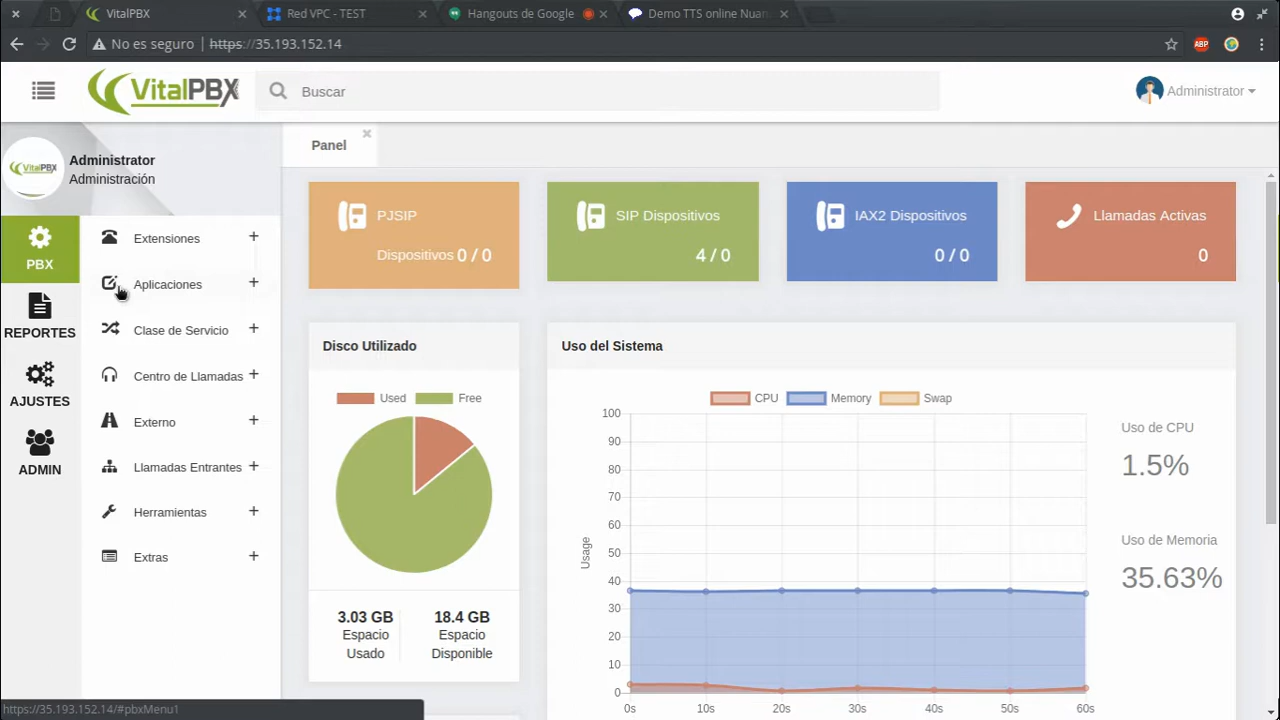 VitalPBX
Red VPC - TEST
Hangouts de Google
Demo TTS online Nuan
No es seguro
https://35.193.152.14
VitalPBX
Buscar
Administrator
VitalPBX
Administrator
Administración
Panel
PBX
REPORTES
AJUSTES
ADMIN
Extensiones +
Aplicaciones +
Clase de Servicio +
Centro de Llamadas +
Externo +
Llamadas Entrantes +
Herramientas +
Extras +
PJSIP
Dispositivos 0 / 0
SIP Dispositivos
4 / 0
IAX2 Dispositivos
0 / 0
Llamadas Activas
0
Disco Utilizado
Used Free
3.03 GB
Espacio
Usado
18.4 GB
Espacio
Disponible
Uso del Sistema
CPU Memory Swap
Usage
100
90
80
70
60
50
40
30
20
10
0
0s 10s 20s 30s 40s 50s 60s
Uso de CPU
1.5%
Uso de Memoria
35.63%
https://35.193.152.14/#pbxMenu1
ABP